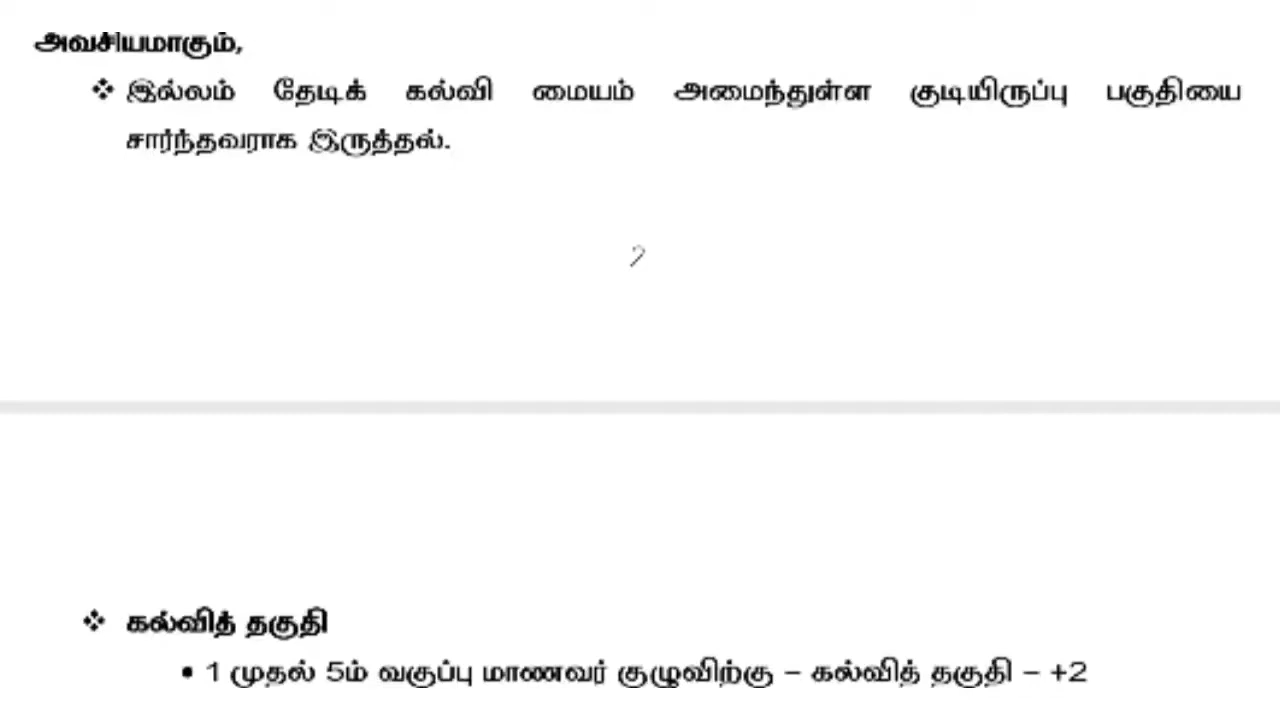 அவசியமாகும்,
❖ இல்லம் தேடிக் கல்வி மையம் அமைந்துள்ள குடியிருப்பு பகுதியை
சார்ந்தவராக இருத்தல்.
2
❖ கல்வித் தகுதி
• 1 முதல் 5ம் வகுப்பு மாணவர் குழுவிற்கு – கல்வித் தகுதி – +2